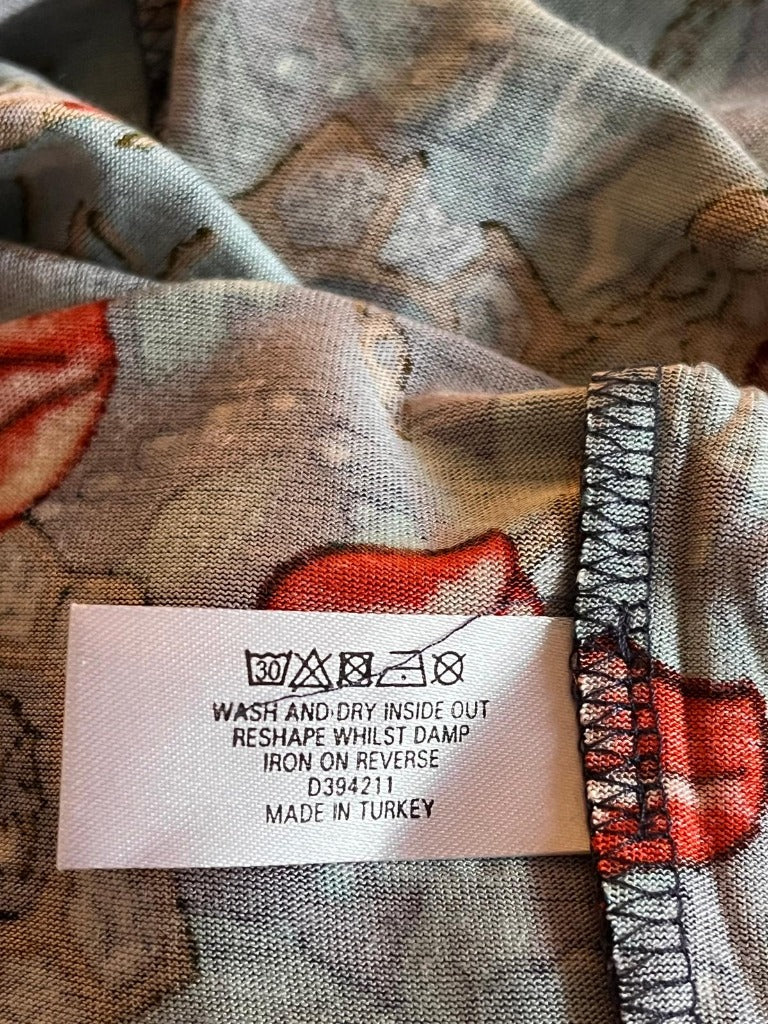 30
WASH AND DRY INSIDE OUT
RESHAPE WHILST DAMP
IRON ON REVERSE
D394211
MADE IN TURKEY